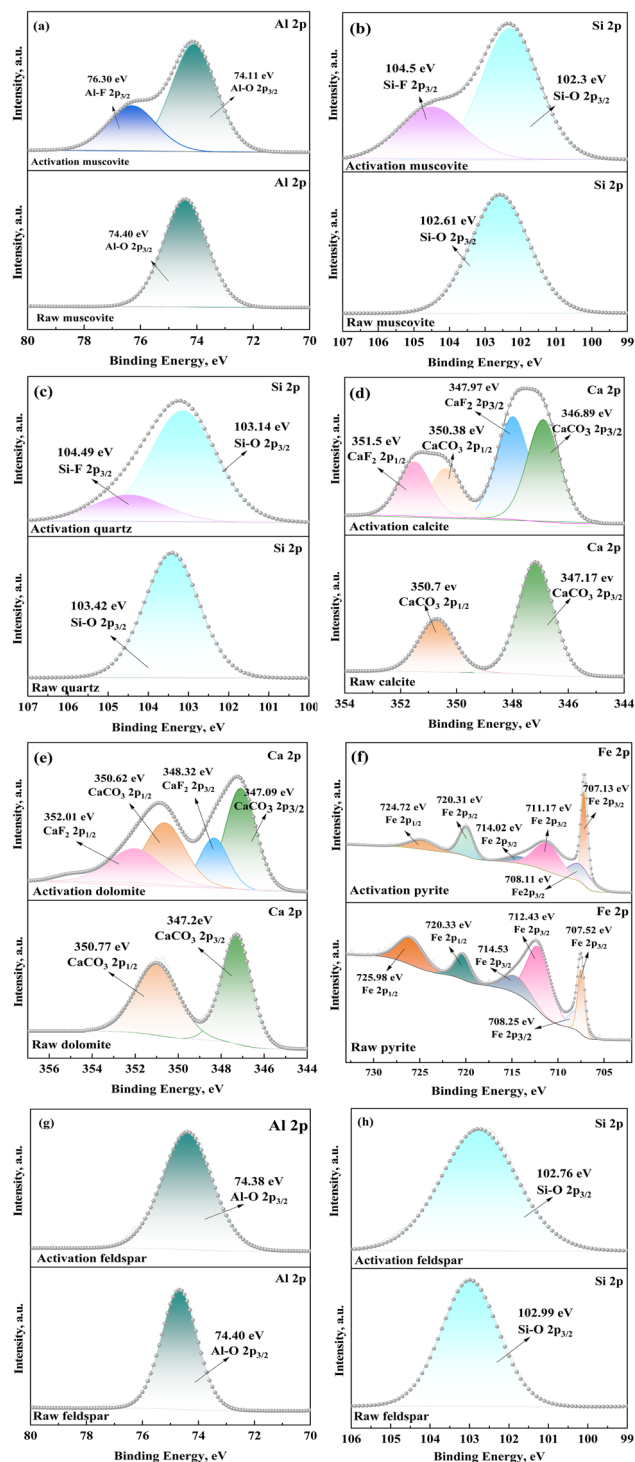 (a)
Al 2p
76.30 eV
Al-F 2p3/2
74.11 eV
Al-O 2p3/2
Activation muscovite
Al 2p
74.40 eV
Al-O 2p3/2
Raw muscovite
Intensity, a.u.
Intensity, a.u.
80 78 76 74 72 70
Binding Energy, eV
(b)
Si 2p
104.5 eV
Si-F 2p3/2
102.3 eV
Si-O 2p3/2
Activation muscovite
Si 2p
102.61 eV
Si-O 2p3/2
Raw muscovite
Intensity, a.u.
Intensity, a.u.
107 106 105 104 103 102 101 100 99
Binding Energy, eV
(c)
Si 2p
104.49 eV
Si-F 2p3/2
103.14 eV
Si-O 2p3/2
Activation quartz
Si 2p
103.42 eV
Si-O 2p3/2
Raw quartz
Intensity, a.u.
Intensity, a.u.
107 106 105 104 103 102 101 100
Binding Energy, eV
(d)
Ca 2p
347.97 eV
CaF2 2p3/2
350.38 eV
CaCO3 2p1/2
351.5 eV
CaF2 2p1/2
346.89 eV
CaCO3 2p3/2
Activation calcite
Ca 2p
350.7 ev
CaCO3 2p1/2
347.17 eV
CaCO3 2p3/2
Raw calcite
Intensity, a.u.
Intensity, a.u.
354 352 350 348 346 344
Binding Energy, eV
(e)
Ca 2p
350.62 eV
CaCO3 2p1/2
348.32 eV
CaF2 2p3/2
347.09 eV
CaCO3 2p3/2
352.01 eV
CaF2 2p1/2
Activation dolomite
Ca 2p
347.2eV
CaCO3 2p3/2
350.77 eV
CaCO3 2p1/2
Raw dolomite
Intensity, a.u.
Intensity, a.u.
356 354 352 350 348 346 344
Binding Energy, eV
(f)
Fe 2p
707.13 eV
Fe 2p3/2
720.31 eV
Fe 2p1/2
711.17 eV
Fe 2p3/2
724.72 eV
Fe 2p1/2
714.02 eV
Fe 2p3/2
708.11 eV
Fe2p3/2
Activation pyrite
Fe 2p
712.43 eV
Fe 2p3/2
707.52 eV
Fe 2p3/2
720.33 eV
Fe 2p1/2
714.53
Fe 2p3/2
725.98 eV
Fe 2p1/2
708.25 eV
Fe 2p3/2
Raw pyrite
Intensity, a.u.
Intensity, a.u.
730 725 720 715 710 705
Binding Energy, eV
(g)
Al 2p
74.38 eV
Al-O 2p3/2
Activation feldspar
Al 2p
74.40 eV
Al-O 2p3/2
Raw feldspar
Intensity, a.u.
Intensity, a.u.
80 78 76 74 72 70
Binding Energy, eV
(h)
Si 2p
102.76 eV
Si-O 2p3/2
Activation feldspar
Si 2p
102.99 eV
Si-O 2p3/2
Raw feldspar
Intensity, a.u.
Intensity, a.u.
106 105 104 103 102 101 100 99
Binding Energy, eV